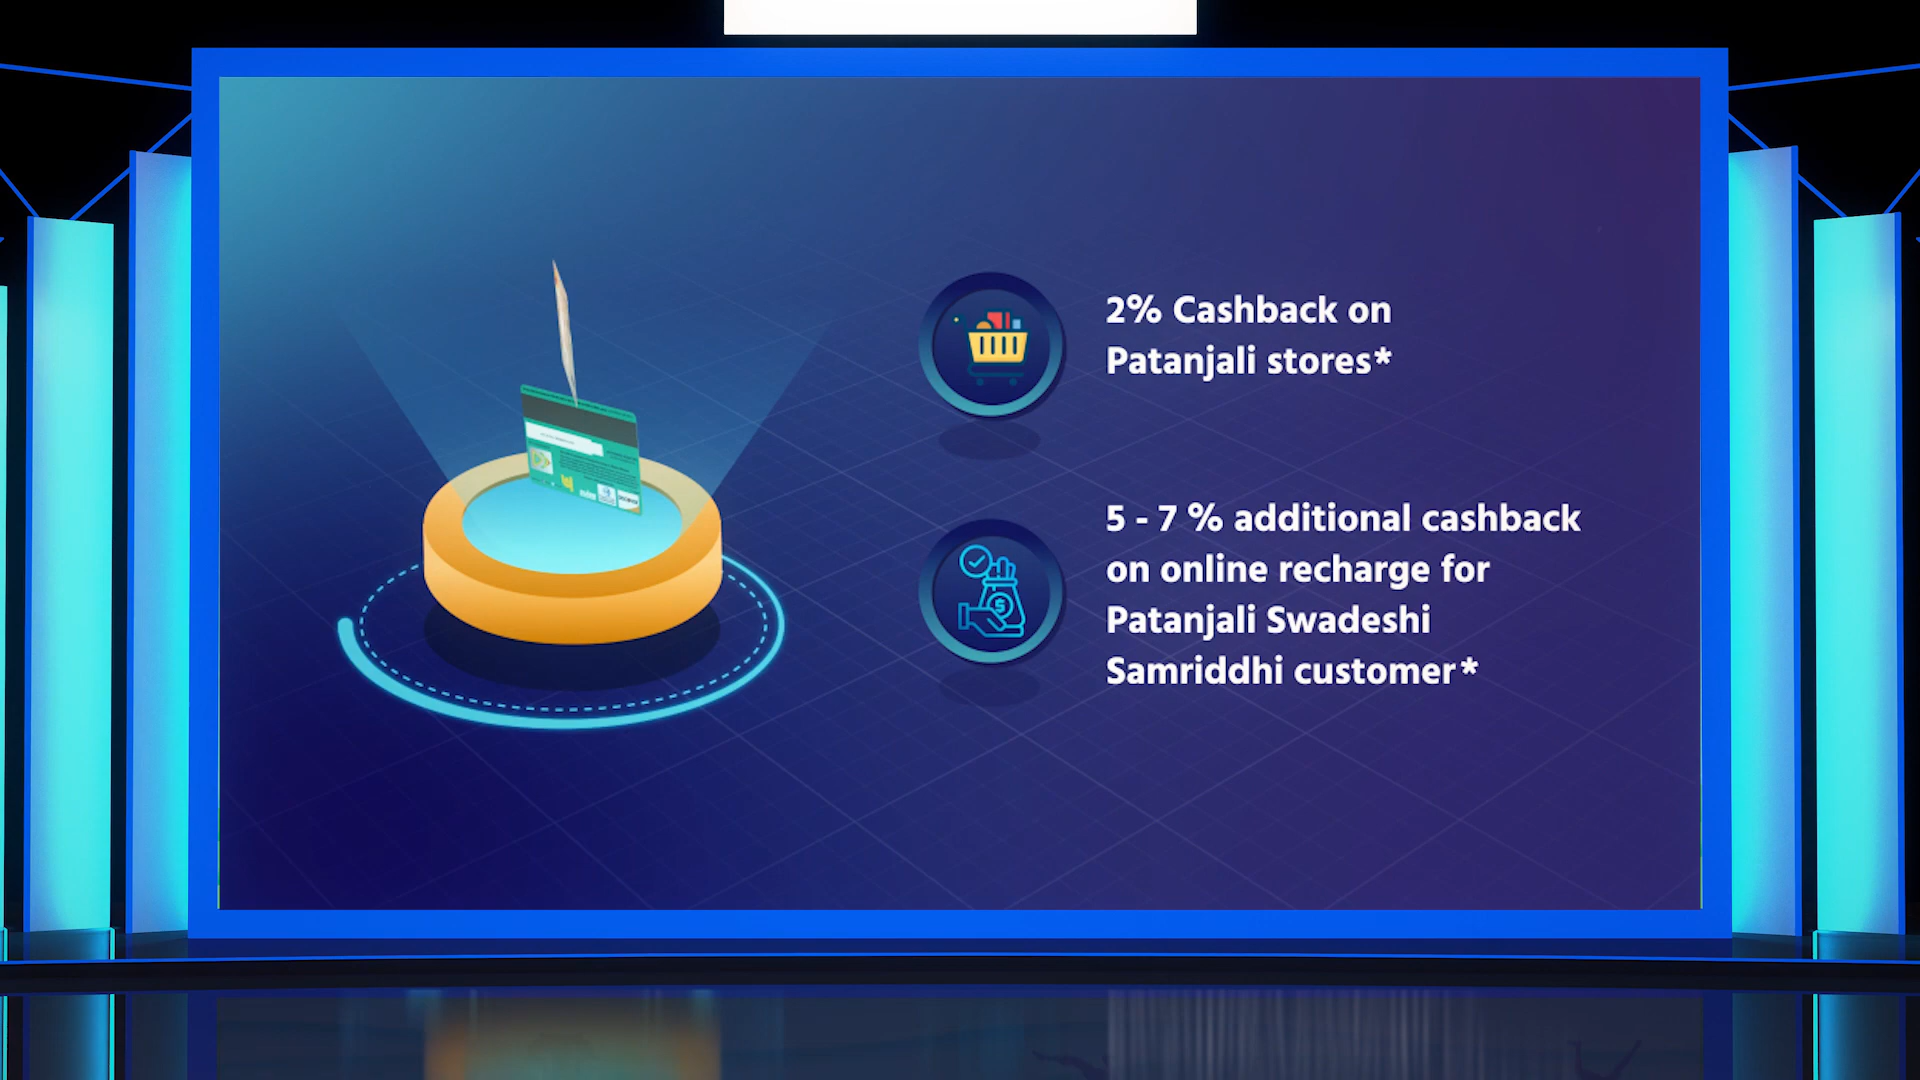 2% Cashback on
Patanjali stores*
5 - 7 % additional cashback
on online recharge for
Patanjali Swadeshi
Samriddhi customer*